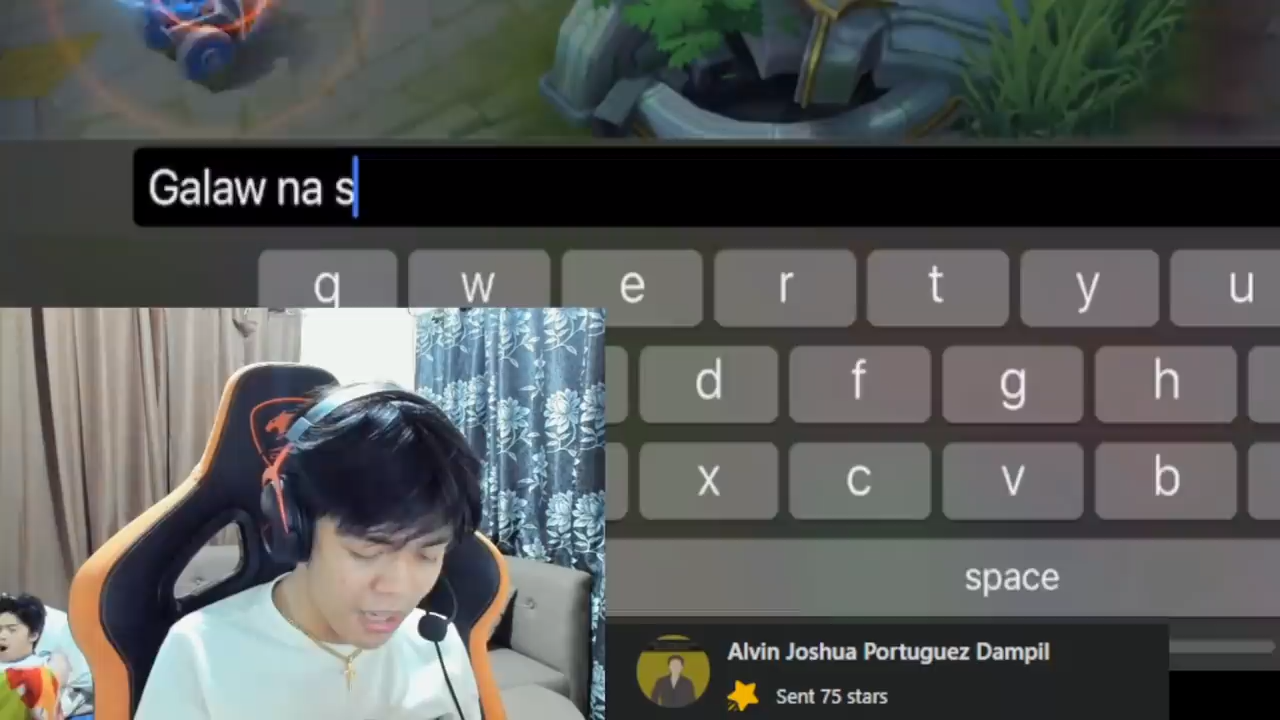 Galaw na s
q w e r t y u
d f g h
x c v b
space
Alvin Joshua Portuguez Dampil
Sent 75 stars